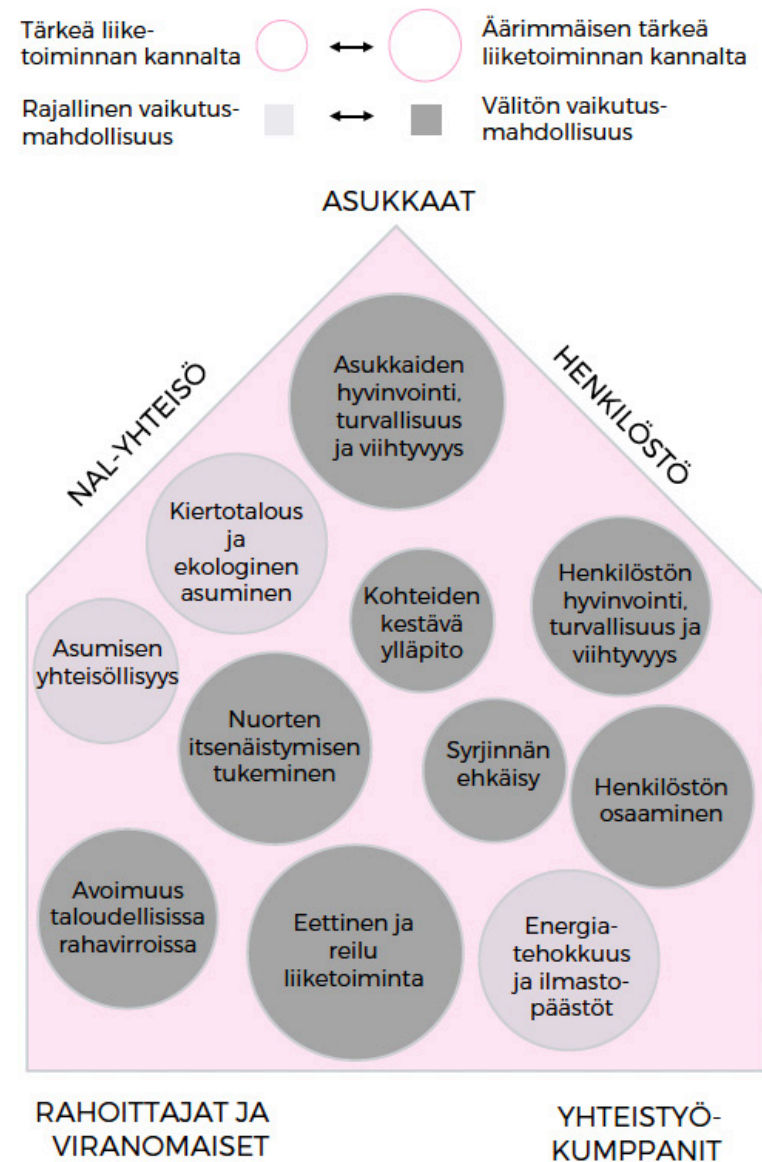 Tärkeä liike-
toiminnan kannalta
Äärimmäisen tärkeä
liiketoiminnan kannalta
Rajallinen vaikutus-
mahdollisuus
Välitön vaikutus-
mahdollisuus
ASUKKAAT
NAL-YHTEISÖ
HENKILÖSTÖ
Asukkaiden
hyvinvointi,
turvallisuus
ja viihtyvyys
Kiertotalous
ja
ekologinen
asuminen
Kohteiden
kestävä
ylläpito
Henkilöstön
hyvinvointi,
turvallisuus ja
viihtyvyys
Asumisen
yhteisöllisyys
Nuorten
itsenäistymisen
tukeminen
Syrjinnän
ehkäisy
Henkilöstön
osaaminen
Avoimuus
taloudellisissa
rahavirroissa
Eettinen ja
reilu
liiketoiminta
Energia-
tehokkuus
ja ilmasto-
päästöt
RAHOITTAJAT JA
VIRANOMAISET
YHTEISTYÖ-
KUMPPANIT